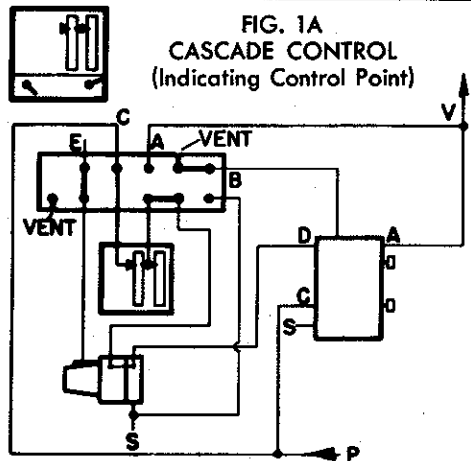 FIG. 1A
CASCADE CONTROL
(Indicating Control Point)
V
C
E
A
VENT
B
VENT
D
A
C
S
S
P